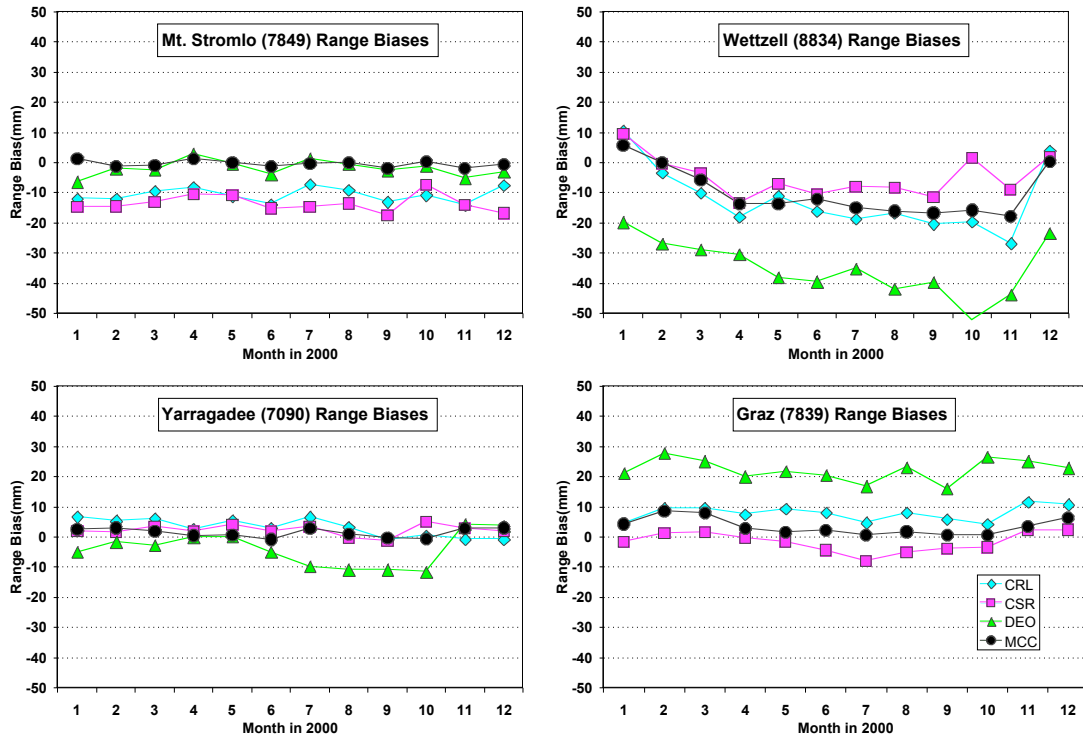 Mt. Stromlo (7849) Range Biases
Range Bias(mm)
50
40
30
20
10
0
-10
-20
-30
-40
-50
1 2 3 4 5 6 7 8 9 10 11 12
Month in 2000
Wettzell (8834) Range Biases
Range Bias(mm)
50
40
30
20
10
0
-10
-20
-30
-40
-50
1 2 3 4 5 6 7 8 9 10 11 12
Month in 2000
Yarragadee (7090) Range Biases
Range Bias(mm)
50
40
30
20
10
0
-10
-20
-30
-40
-50
1 2 3 4 5 6 7 8 9 10 11 12
Month in 2000
Graz (7839) Range Biases
Range Bias(mm)
50
40
30
20
10
0
-10
-20
-30
-40
-50
CRL
CSR
DEO
MCC
1 2 3 4 5 6 7 8 9 10 11 12
Month in 2000